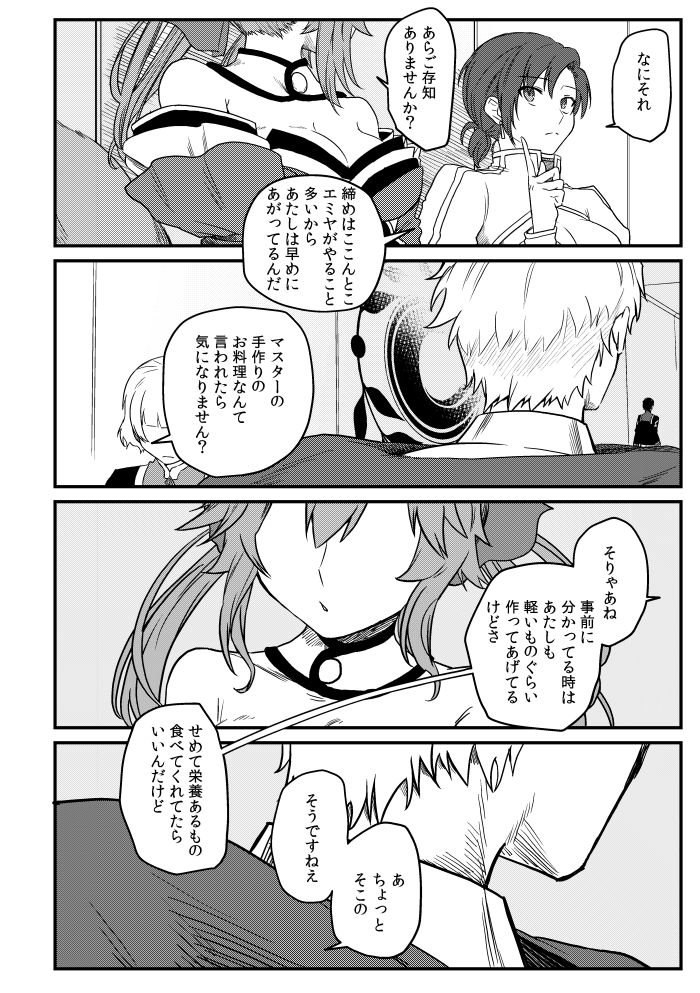 なにそれ
あらご存知
ありませんか？
締めはここんとこ
エミヤがやること
多いから
あたしは早めに
あがってるんだ
マスターの
手作りの
お料理なんて
言われたら
気になりません？
そりゃあね
事前に
分かってる時は
あたしも
軽いものぐらい
作ってあげてる
けどさ
せめて栄養あるもの
食べてくれてたら
いいんだけど
そうですねえ
あ
ちょっと
そこの